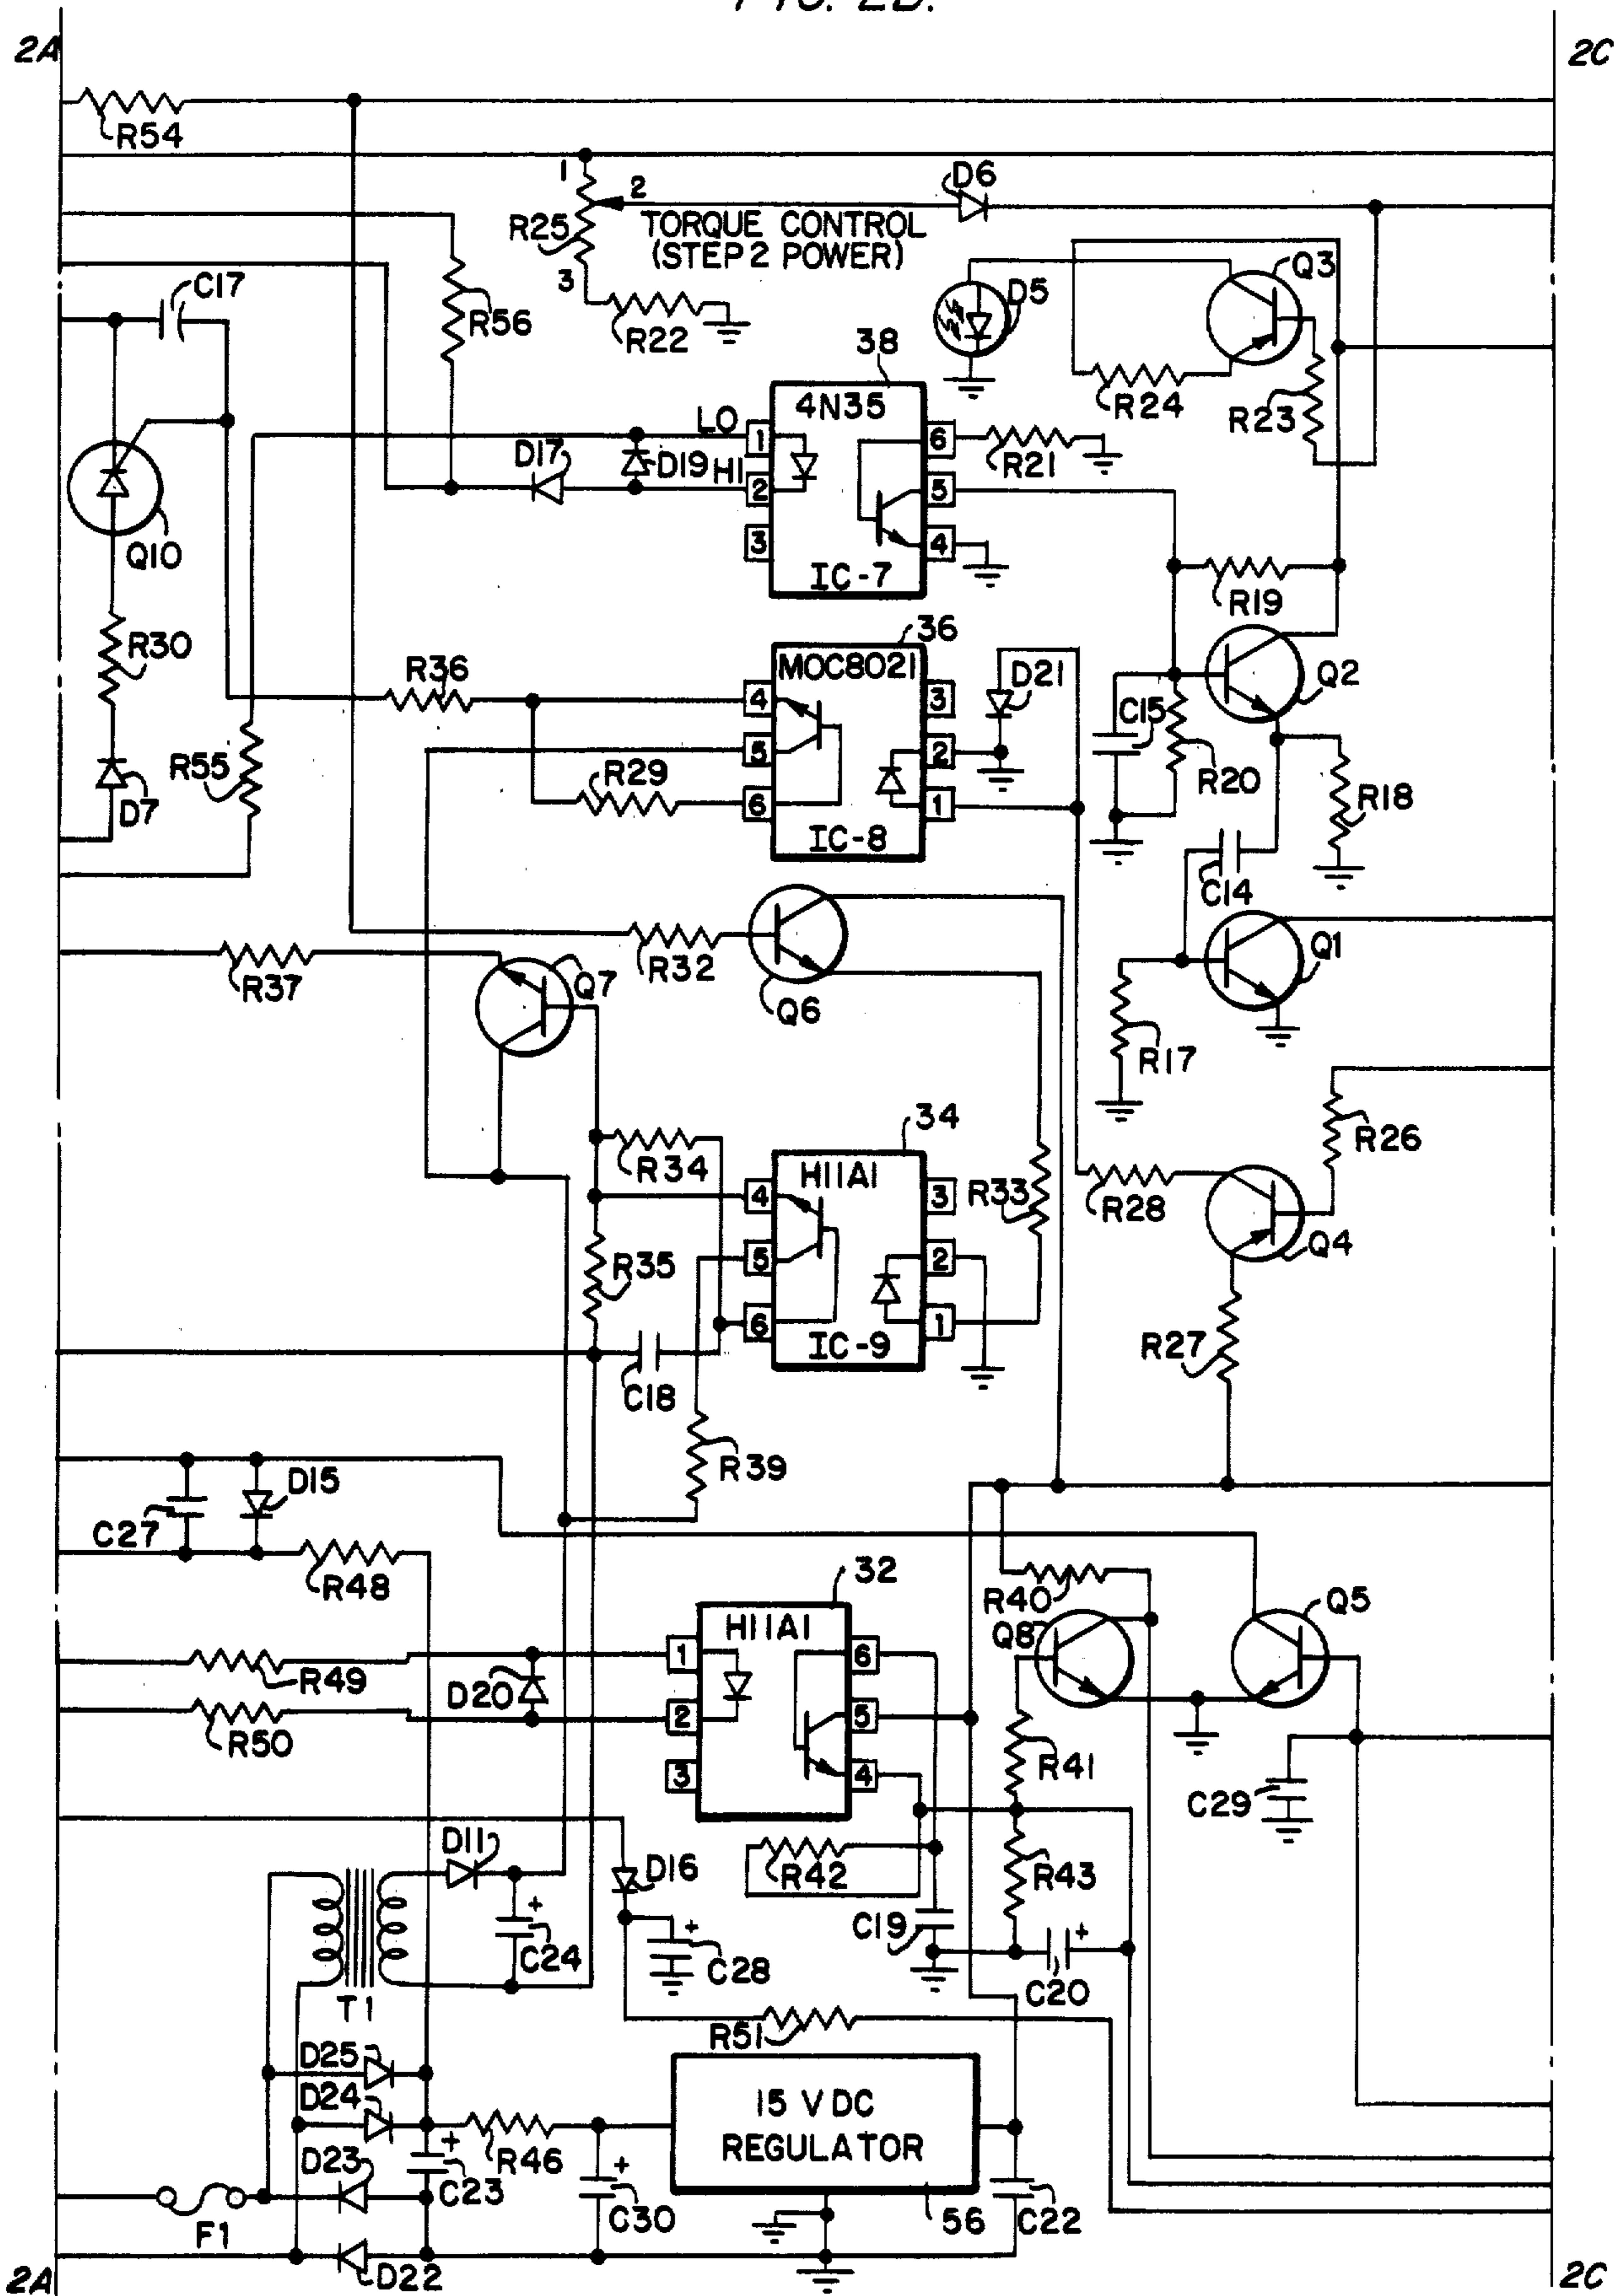 FIG. 2B.
2A
2C
R54
1
2
D6
R25
TORQUE CONTROL
(STEP 2 POWER)
3
C17
R56
R22
D5
Q3
38
4N35
R24
R23
LO
1
6
D17
D19
HI
2
5
R21
3
4
Q10
IC-7
R19
R30
36
R36
MOC8021
D21
Q2
4
3
C15
R55
5
2
R29
R20
D7
6
1
R18
IC-8
C14
R37
Q7
R32
Q6
Q1
R17
34
R26
R34
H11A1
4
3
R33
R28
Q4
R35
5
2
6
1
R27
IC-9
C18
R39
D15
C27
R48
32
R40
Q5
H11A1
Q8
1
6
R49
D20
2
5
R50
R41
3
4
C29
D11
R42
R43
D16
C24
C19
C28
C20
T1
R51
D25
D24
15 V DC
REGULATOR
R46
D23
C23
F1
C30
56
C22
2A
D22
2C